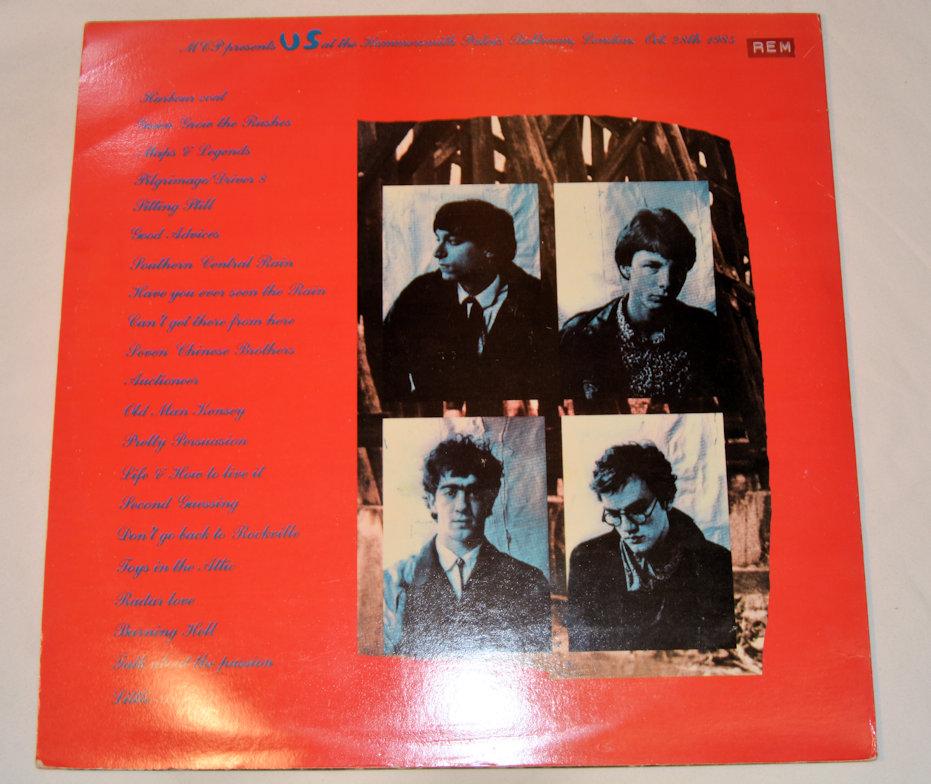 MCP presents US at the Hammersmith Palais Ballroom, London. Oct. 28th 1985 REM
Harbour coat
Green Grow the Rushes
Maps & Legends
Pilgrimage/Driver 8
Sitting Still
Good Advices
Southern Central Rain
Have you ever seen the Rain
Can't get there from here
Seven Chinese Brothers
Auctioneer
Old Man Kensey
Pretty Persuasion
Life & How to live it
Second Guessing
Don't go back to Rockville
Toys in the Attic
Radar love
Burning Hell
Talk about the passion